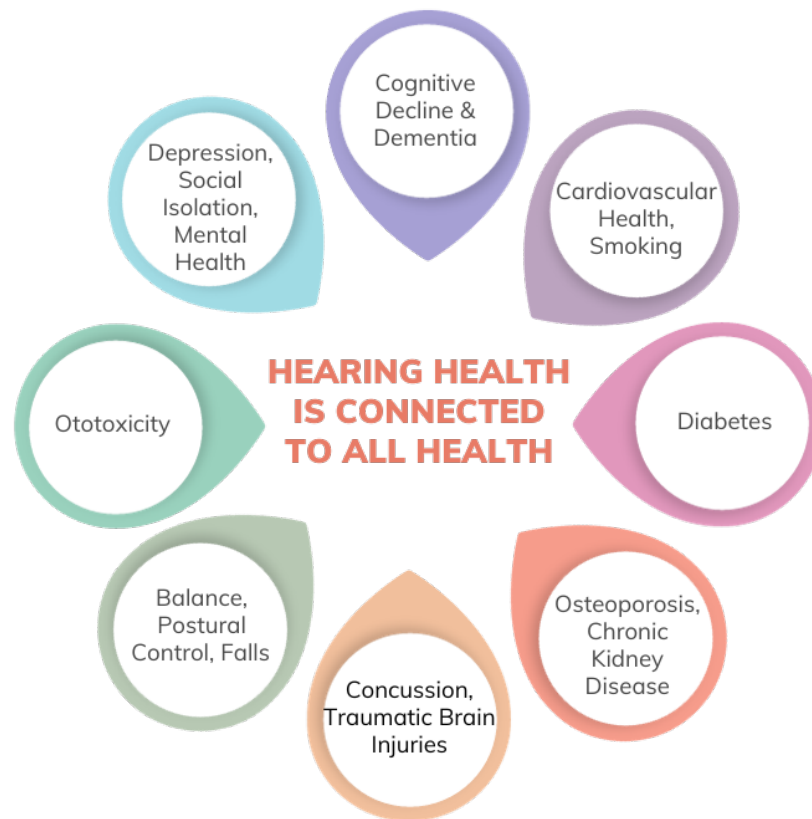 Cognitive
Decline &
Dementia
Cardiovascular
Health,
Smoking
Diabetes
Osteoporosis,
Chronic
Kidney
Disease
Concussion,
Traumatic Brain
Injuries
Balance,
Postural
Control, Falls
Ototoxicity
Depression,
Social
Isolation,
Mental
Health
HEARING HEALTH
IS CONNECTED
TO ALL HEALTH